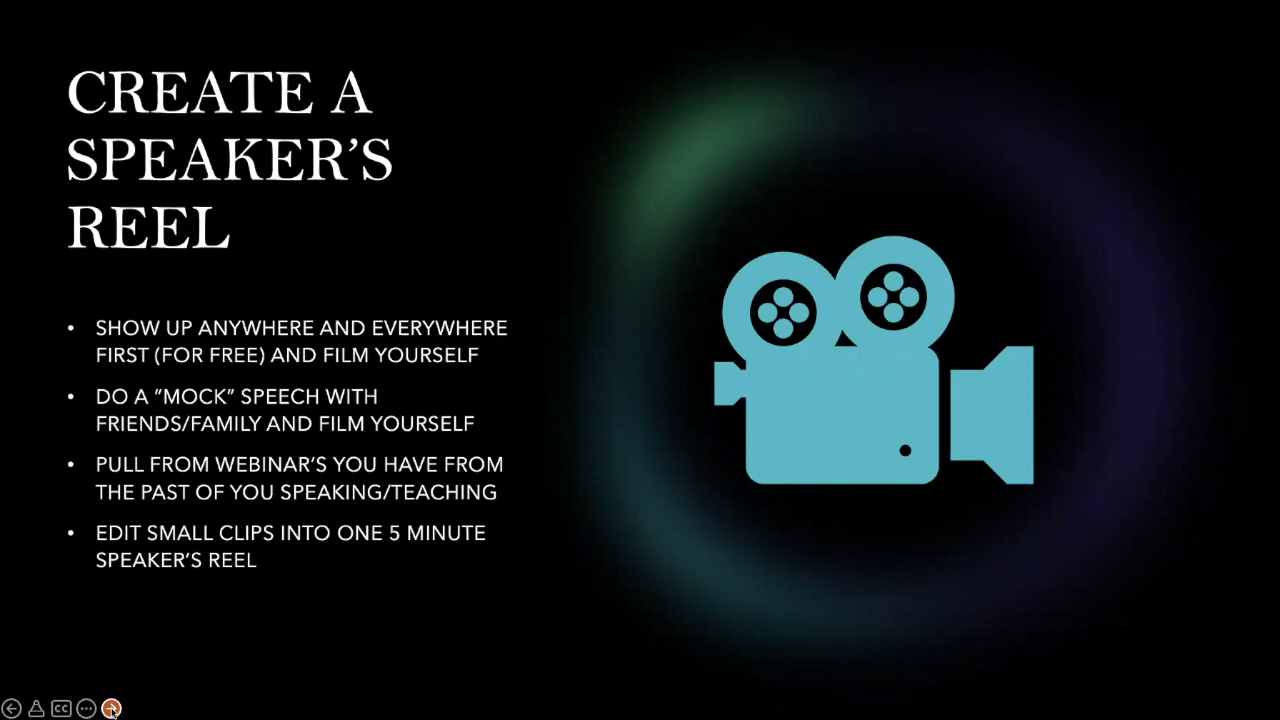 CREATE A
SPEAKER’S
REEL
• SHOW UP ANYWHERE AND EVERYWHERE
FIRST (FOR FREE) AND FILM YOURSELF
• DO A “MOCK” SPEECH WITH
FRIENDS/FAMILY AND FILM YOURSELF
• PULL FROM WEBINAR’S YOU HAVE FROM
THE PAST OF YOU SPEAKING/TEACHING
• EDIT SMALL CLIPS INTO ONE 5 MINUTE
SPEAKER’S REEL
CC